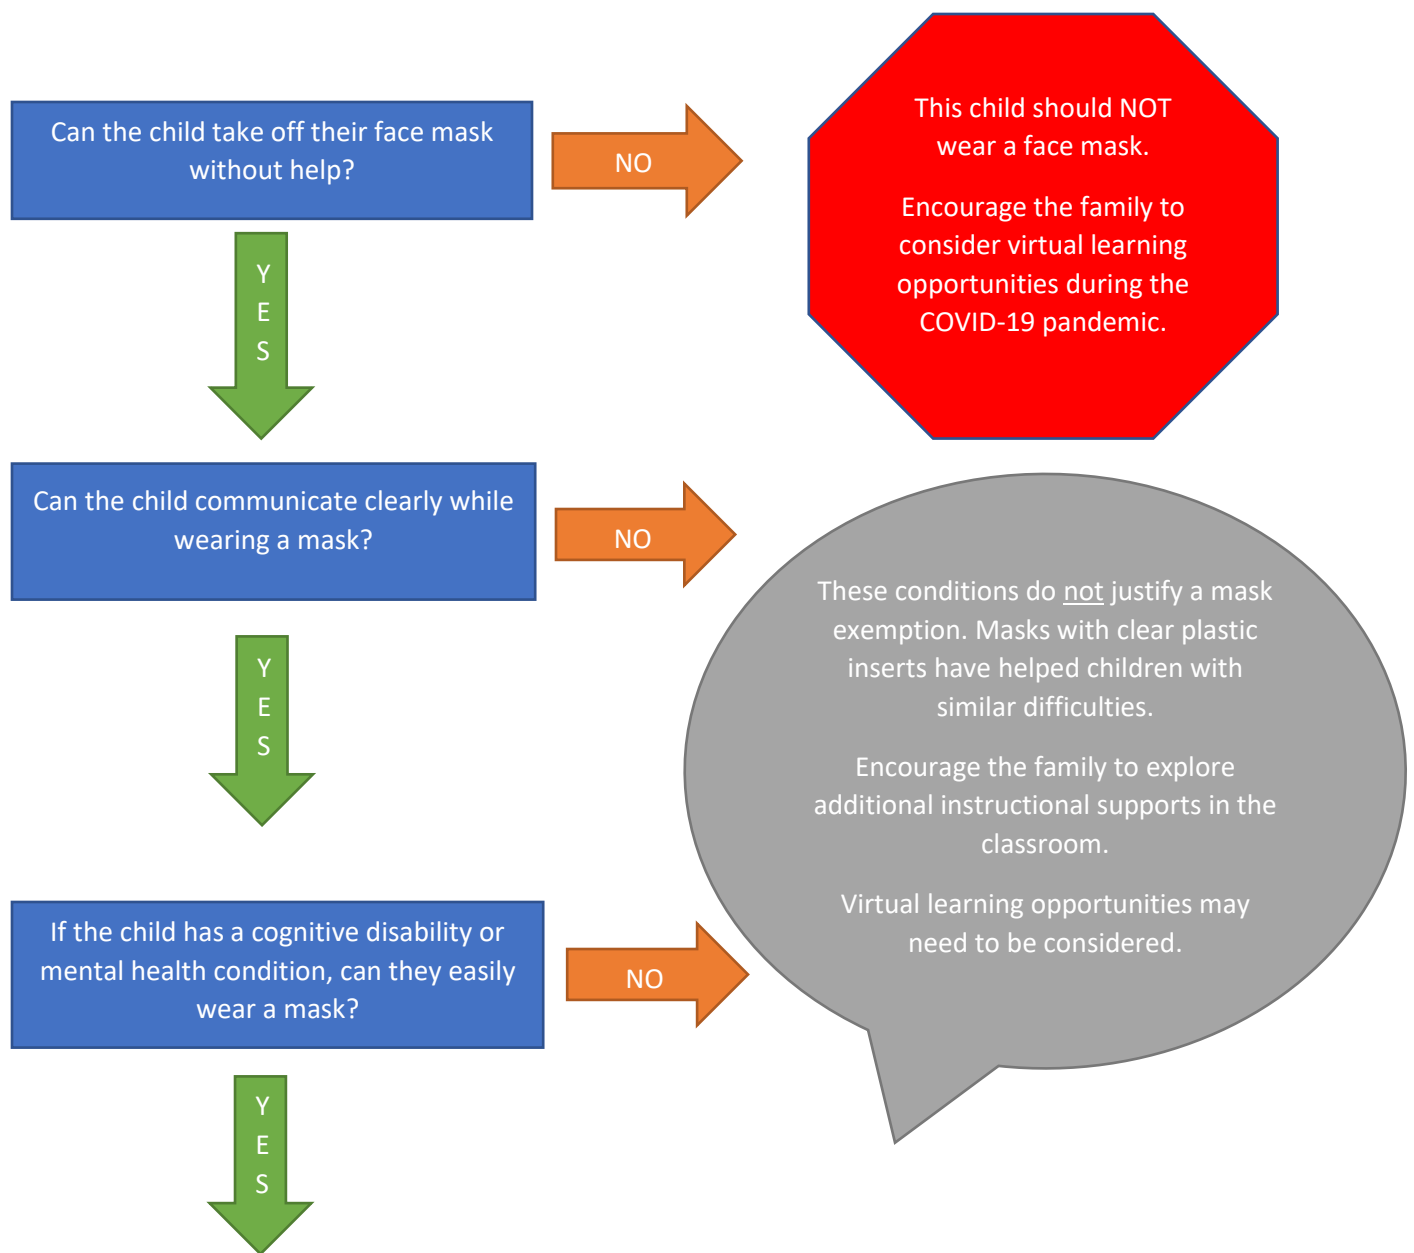 Can the child take off their face mask
without help?
NO
This child should NOT
wear a face mask.
Encourage the family to
consider virtual learning
opportunities during the
COVID-19 pandemic.
Y
E
S
Can the child communicate clearly while
wearing a mask?
NO
These conditions do not justify a mask
exemption. Masks with clear plastic
inserts have helped children with
similar difficulties.
Encourage the family to explore
additional instructional supports in the
classroom.
Virtual learning opportunities may
need to be considered.
Y
E
S
If the child has a cognitive disability or
mental health condition, can they easily
wear a mask?
NO
Y
E
S